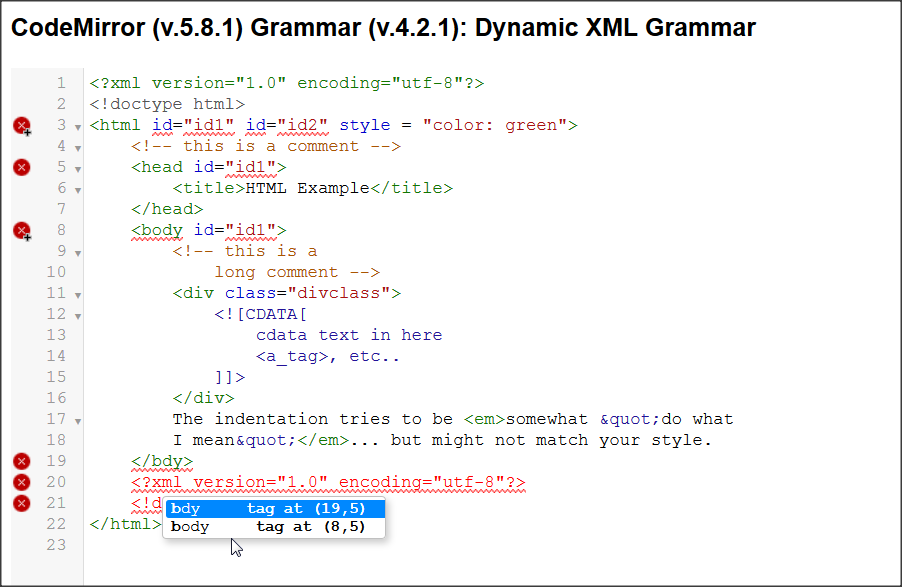 CodeMirror (v.5.8.1) Grammar (v.4.2.1): Dynamic XML Grammar
1 <?xml version="1.0" encoding="utf-8"?>
2 <!doctype html>
3 <html id="id1" id="id2" style = "color: green">
4 <!-- this is a comment -->
5 <head id="id1">
6 <title>HTML Example</title>
7 </head>
8 <body id="id1">
9 <!-- this is a
10 long comment -->
11 <div class="divclass">
12 <![CDATA[
13 cdata text in here
14 <a_tag>, etc..
15 ]]>
16 </div>
17 The indentation tries to be <em>somewhat &quot;do what
18 I mean&quot;</em>... but might not match your style.
19 </bdy>
20 <?xml version="1.0" encoding="utf-8"?>
21 <!d
bdy tag at (19,5)
body tag at (8,5)
22 </html>
23